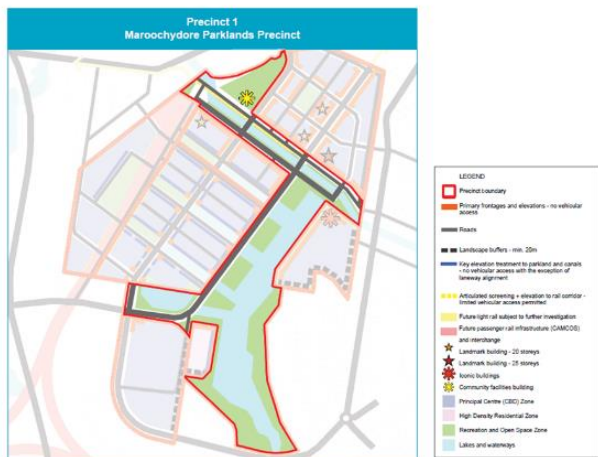 Precinct 1
Maroochydore Parklands Precinct
LEGEND
Precinct boundary
Primary frontages and elevations - no vehicular
access
Roads
Landscape buffers - min. 20m
Key elevation treatment to parkland and canals
- no vehicular access with the exception of
laneway alignment
Articulated screening + elevation to rail corridor -
limited vehicular access permitted
Future light rail subject to further investigation
Future passenger rail infrastructure (CAMCOS)
and interchange
Landmark building - 20 storeys
Landmark building - 25 storeys
Iconic buildings
Community facilities building
Principal Centre (CBD) Zone
High Density Residential Zone
Recreation and Open Space Zone
Lakes and waterways